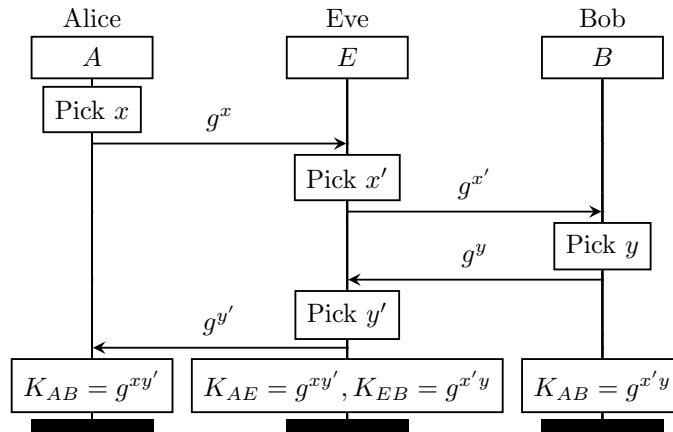 Alice Eve Bob
A E B
Pick x
g^x
Pick x′
g^{x′}
Pick y
g^y
Pick y′
g^{y′}
K_{AB} = g^{xy′} K_{AE} = g^{xy′}, K_{EB} = g^{x′y} K_{AB} = g^{x′y}